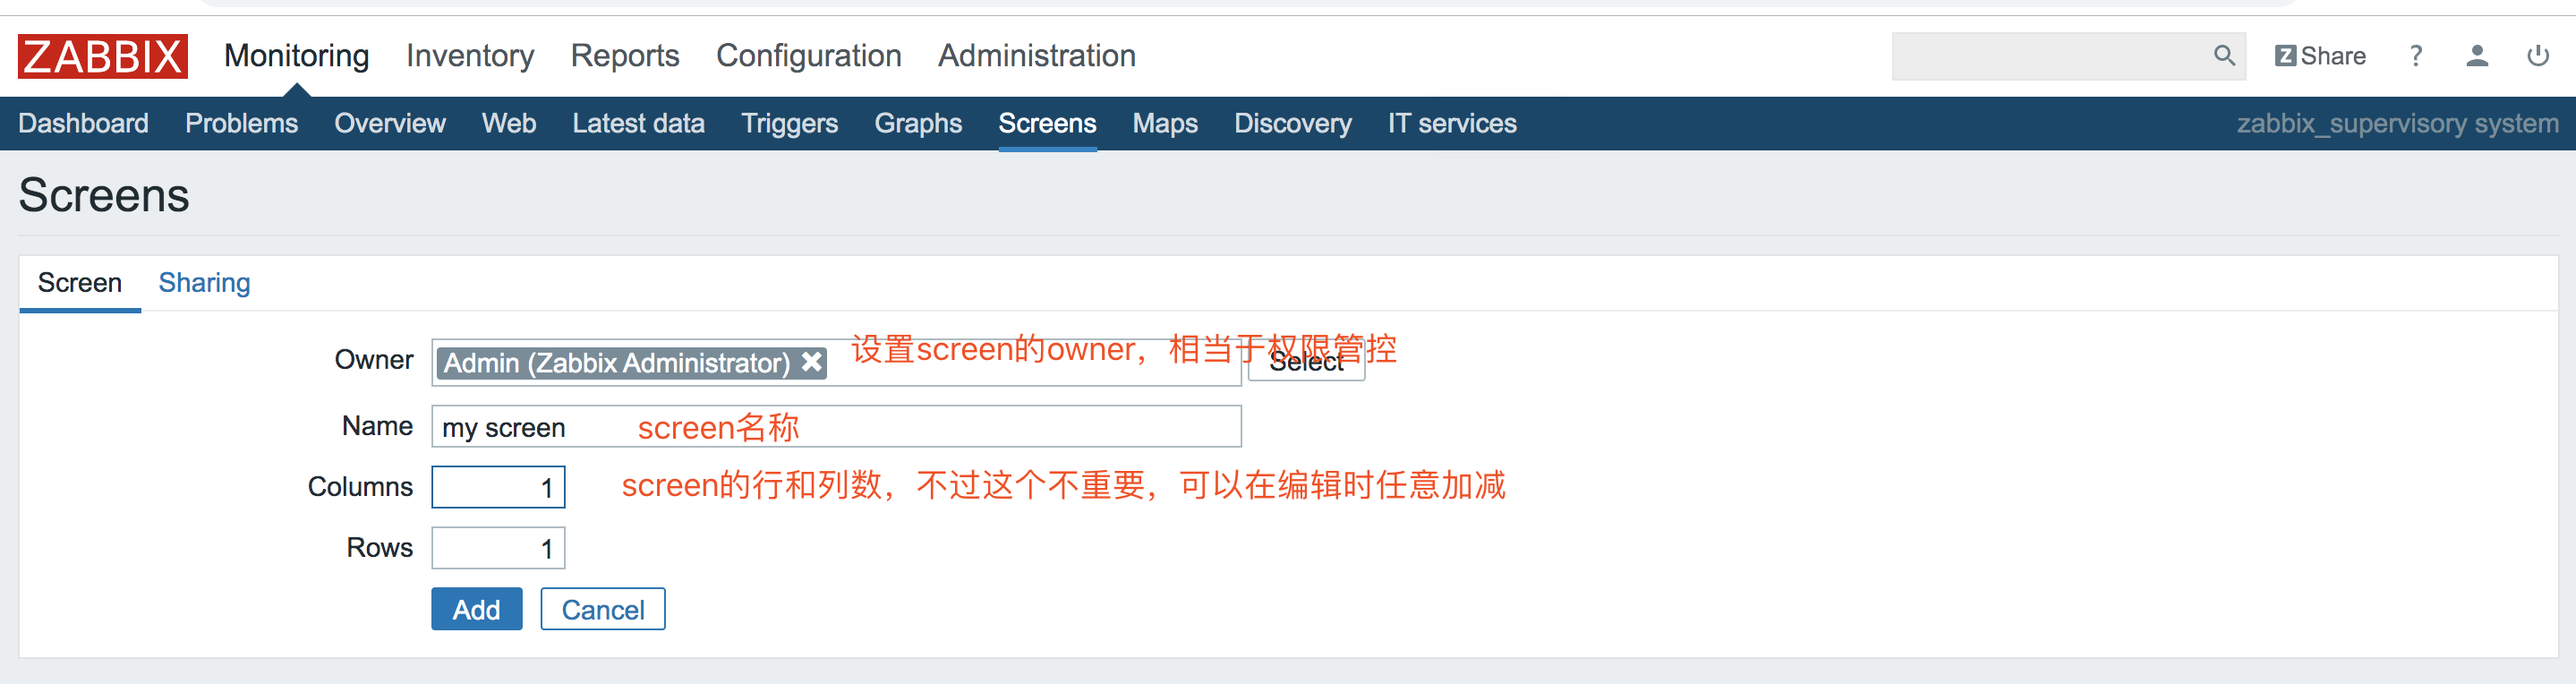 ZABBIX Monitoring Inventory Reports Configuration Administration Z Share ?
Dashboard Problems Overview Web Latest data Triggers Graphs Screens Maps Discovery IT services zabbix_supervisory system
Screens
Screen Sharing
Owner Admin (Zabbix Administrator) 设置screen的owner，相当于权限管控 Select
Name my screen screen名称
Columns 1 screen的行和列数，不过这个不重要，可以在编辑时任意加减
Rows 1
Add Cancel